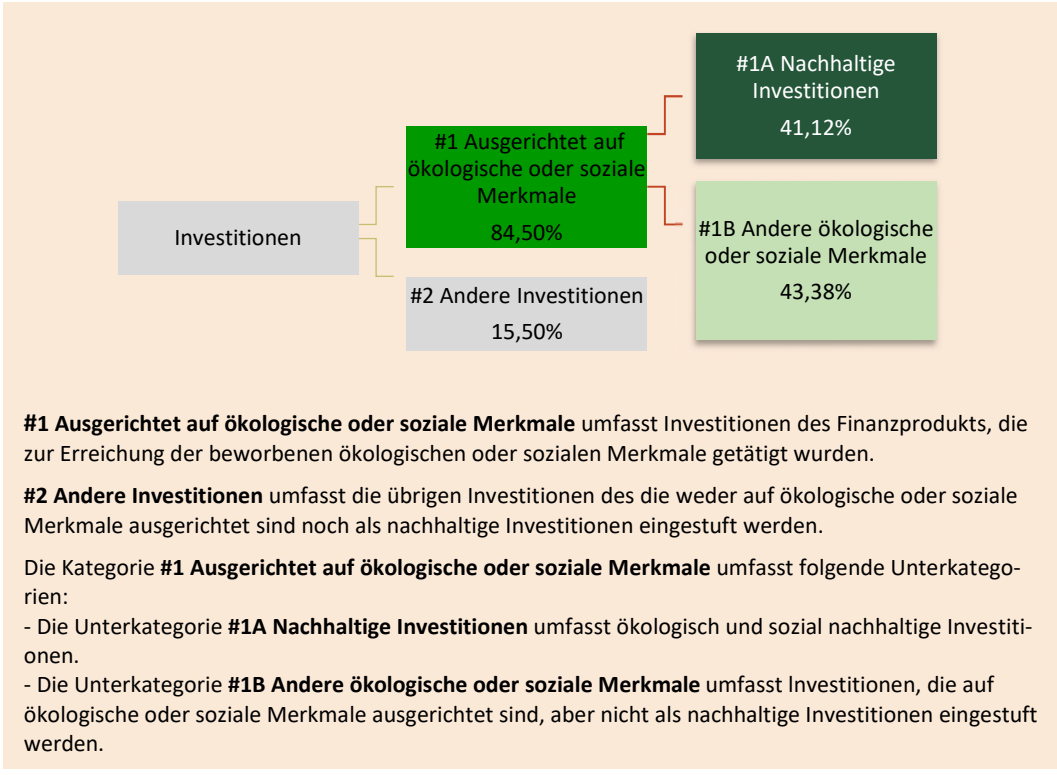 #1A Nachhaltige
Investitionen
41,12%
#1 Ausgerichtet auf
ökologische oder soziale
Merkmale
84,50%
#1B Andere ökologische
oder soziale Merkmale
43,38%
Investitionen
#2 Andere Investitionen
15,50%
#1 Ausgerichtet auf ökologische oder soziale Merkmale umfasst Investitionen des Finanzprodukts, die
zur Erreichung der beworbenen ökologischen oder sozialen Merkmale getätigt wurden.
#2 Andere Investitionen umfasst die übrigen Investitionen des die weder auf ökologische oder soziale
Merkmale ausgerichtet sind noch als nachhaltige Investitionen eingestuft werden.
Die Kategorie #1 Ausgerichtet auf ökologische oder soziale Merkmale umfasst folgende Unterkatego-
rien:
- Die Unterkategorie #1A Nachhaltige Investitionen umfasst ökologisch und sozial nachhaltige Investiti-
onen.
- Die Unterkategorie #1B Andere ökologische oder soziale Merkmale umfasst Investitionen, die auf
ökologische oder soziale Merkmale ausgerichtet sind, aber nicht als nachhaltige Investitionen eingestuft
werden.